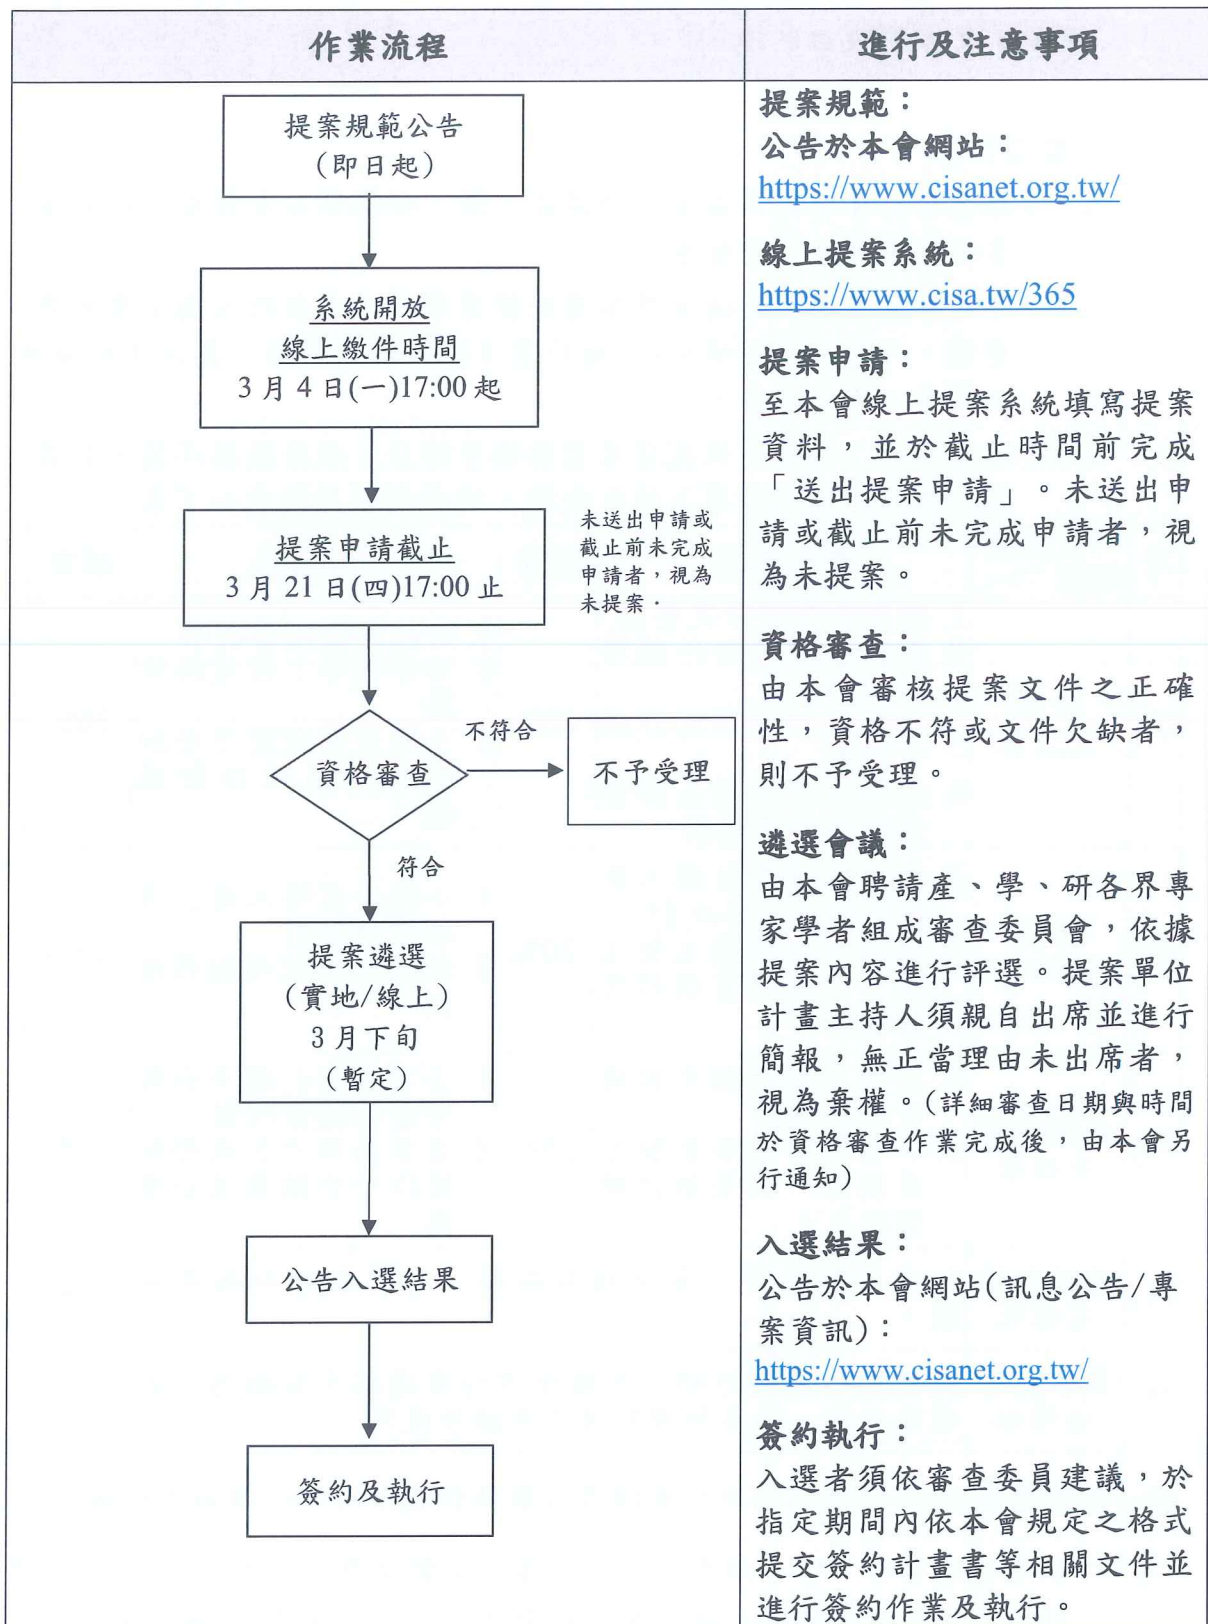 作業流程
進行及注意事項
提案規範公告
(即日起)
系統開放
線上繳件時間
3 月 4 日(一)17:00 起
提案申請截止
3 月 21 日(四)17:00 止
未送出申請或
截止前未完成
申請者，視為
未提案．
資格審查
不符合
不予受理
符合
提案遴選
(實地/線上)
3 月下旬
(暫定)
公告入選結果
簽約及執行
提案規範：
公告於本會網站：
https://www.cisanet.org.tw/
線上提案系統：
https://www.cisa.tw/365
提案申請：
至本會線上提案系統填寫提案
資料，並於截止時間前完成
「送出提案申請」。未送出申
請或截止前未完成申請者，視
為未提案。
資格審查：
由本會審核提案文件之正確
性，資格不符或文件欠缺者，
則不予受理。
遴選會議：
由本會聘請產、學、研各界專
家學者組成審查委員會，依據
提案內容進行評選。提案單位
計畫主持人須親自出席並進行
簡報，無正當理由未出席者，
視為棄權。(詳細審查日期與時間
於資格審查作業完成後，由本會另
行通知)
入選結果：
公告於本會網站(訊息公告/專
案資訊)：
https://www.cisanet.org.tw/
簽約執行：
入選者須依審查委員建議，於
指定期間內依本會規定之格式
提交簽約計畫書等相關文件並
進行簽約作業及執行。